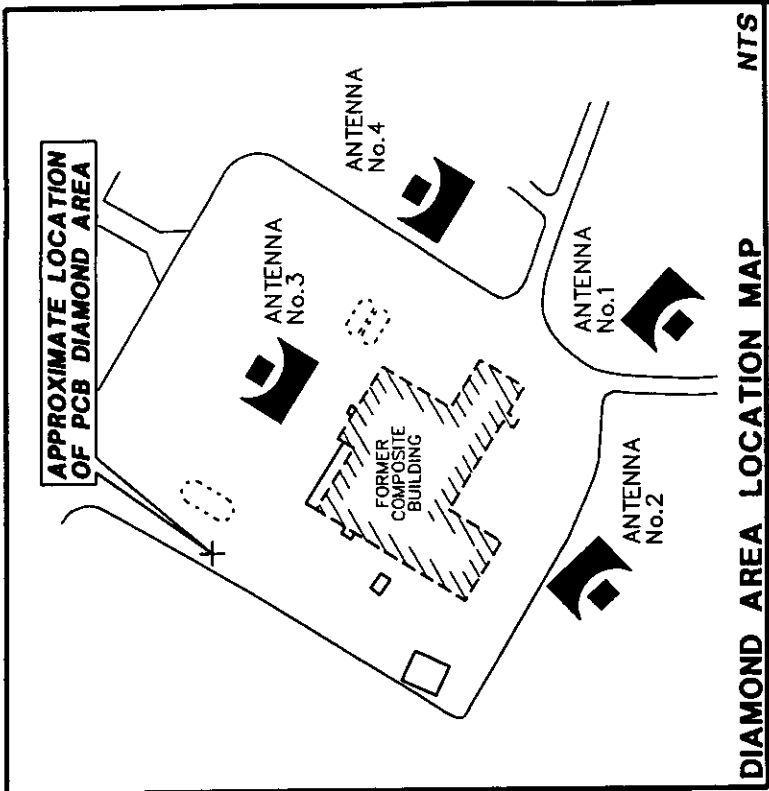 APPROXIMATE LOCATION
OF PCB DIAMOND AREA
ANTENNA
No.4
ANTENNA
No.3
ANTENNA
No.1
FORMER
COMPOSITE
BUILDING
ANTENNA
No.2
DIAMOND AREA LOCATION MAP
NTS